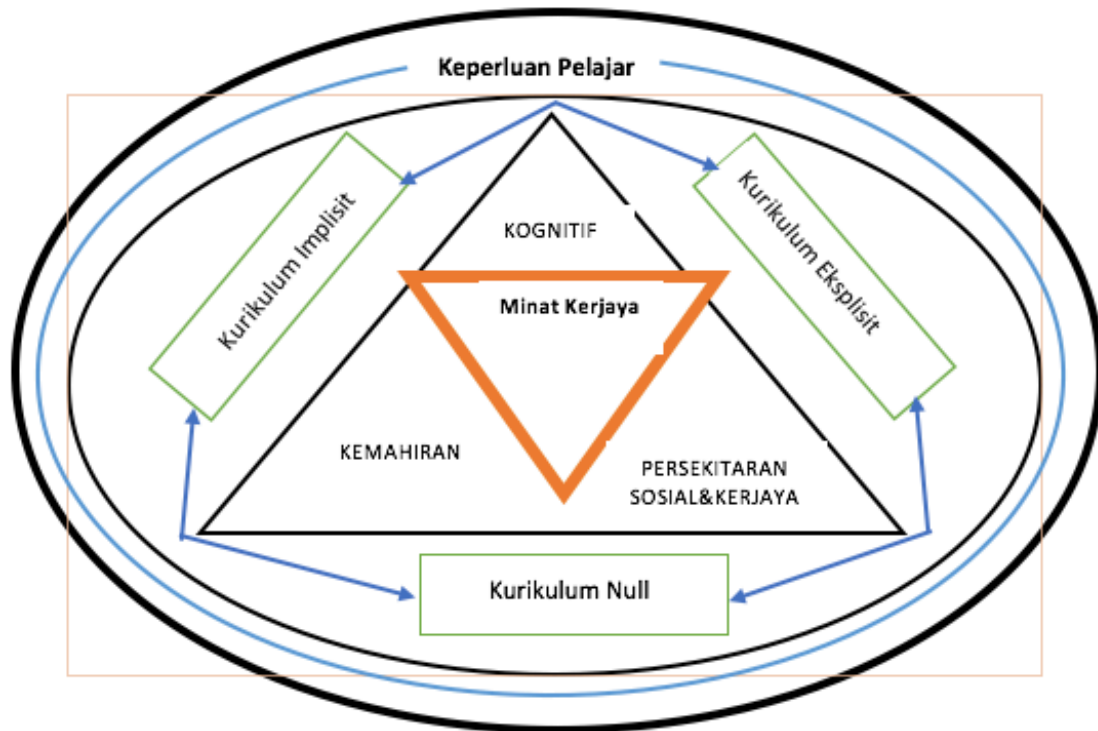 Keperluan Pelajar
Kurikulum Implisit
Kurikulum Eksplisit
KOGNITIF
Minat Kerjaya
KEMAHIRAN
PERSEKITARAN
SOSIAL&KERJAYA
Kurikulum Null